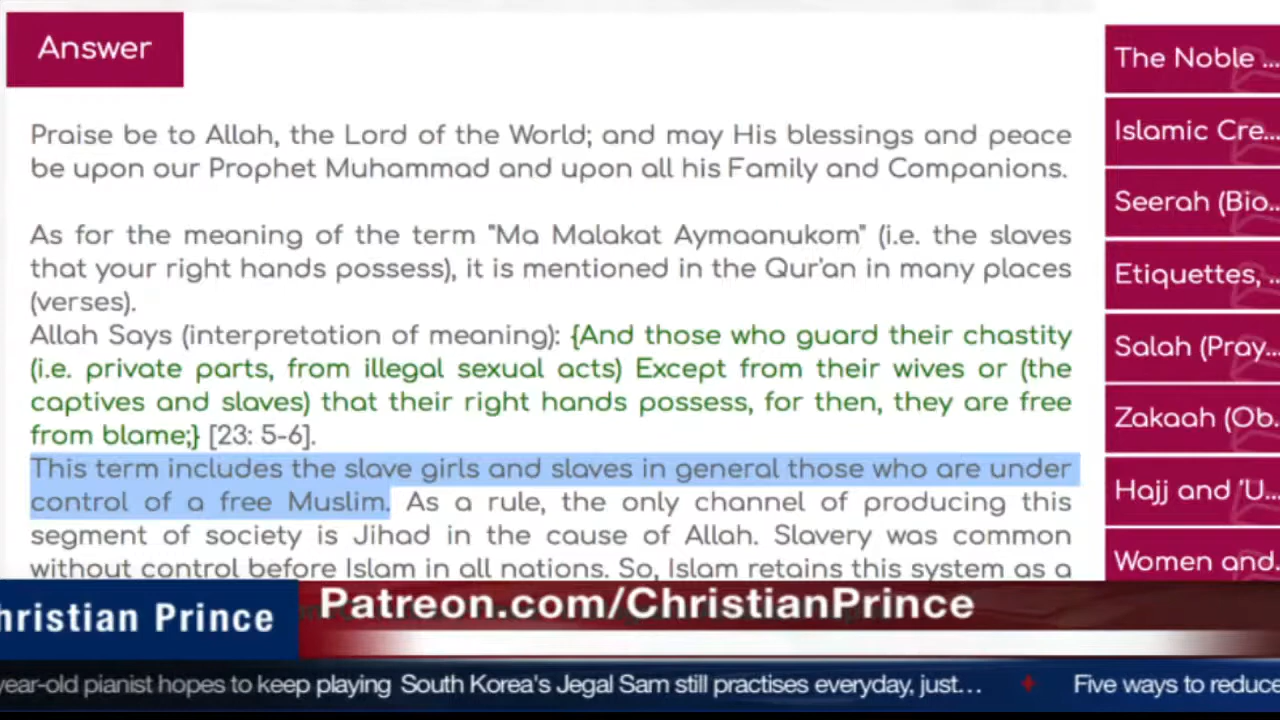 Answer
Praise be to Allah, the Lord of the World; and may His blessings and peace
be upon our Prophet Muhammad and upon all his Family and Companions.
As for the meaning of the term "Ma Malakat Aymaanukom" (i.e. the slaves
that your right hands possess), it is mentioned in the Qur'an in many places
(verses).
Allah Says (interpretation of meaning): {And those who guard their chastity
(i.e. private parts, from illegal sexual acts) Except from their wives or (the
captives and slaves) that their right hands possess, for then, they are free
from blame;} [23: 5-6].
This term includes the slave girls and slaves in general those who are under
control of a free Muslim. As a rule, the only channel of producing this
segment of society is Jihad in the cause of Allah. Slavery was common
without control before Islam in all nations. So, Islam retains this system as a
The Noble ...
Islamic Cre...
Seerah (Bio...
Etiquettes, ...
Salah (Pray...
Zakaah (Ob...
Hajj and 'U...
Women and...
hristian Prince
Patreon.com/ChristianPrince
year-old pianist hopes to keep playing South Korea's Jegal Sam still practises everyday, just... Five ways to reduce